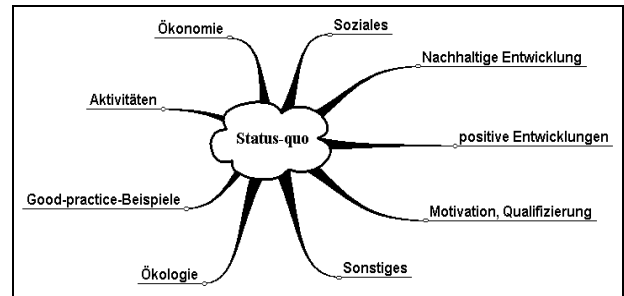 Ökonomie
Soziales
Nachhaltige Entwicklung
Aktivitäten
Status-quo
positive Entwicklungen
Good-practice-Beispiele
Motivation, Qualifizierung
Ökologie
Sonstiges